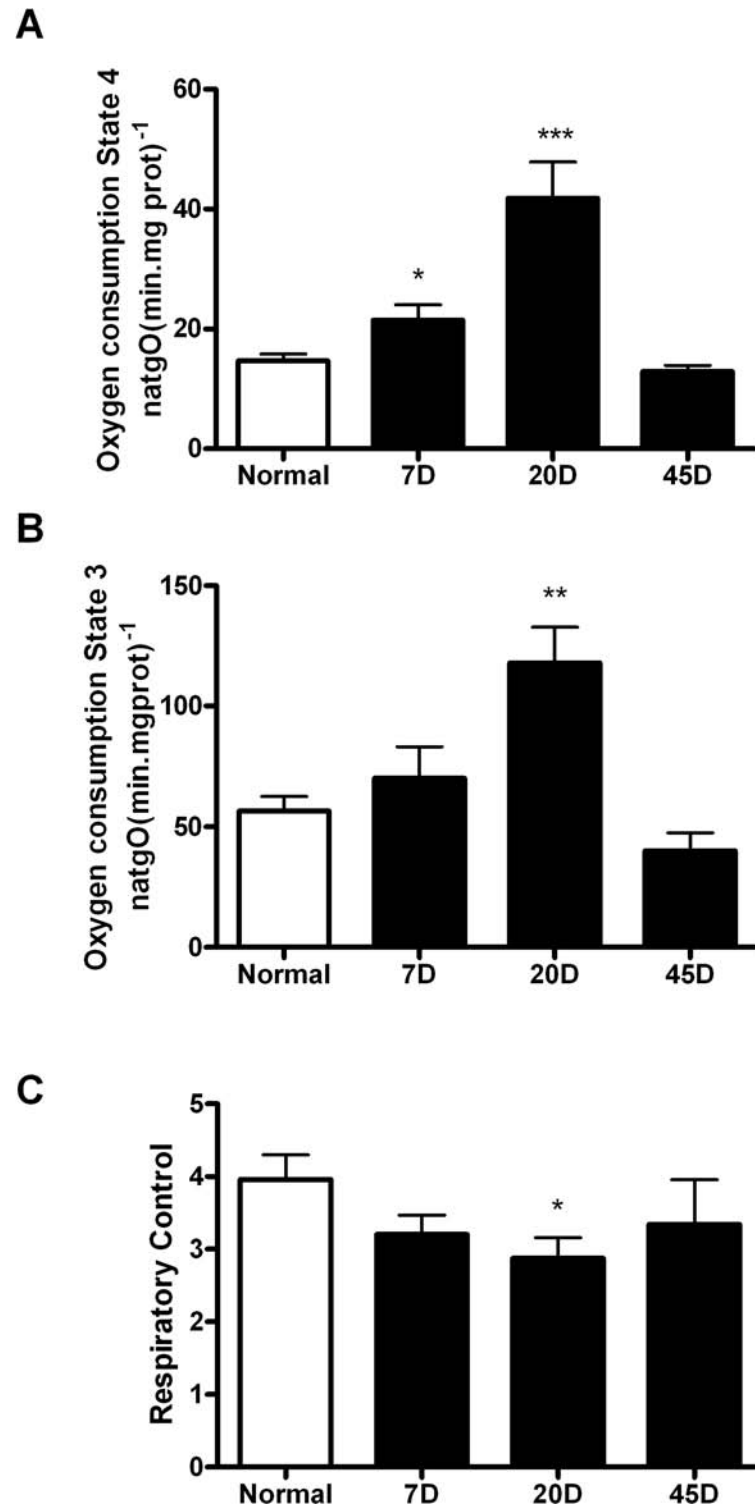 A
Oxygen consumption State 4
natgO(min.mg prot)⁻¹
60
40
20
0
*
***
Normal 7D 20D 45D
B
Oxygen consumption State 3
natgO(min.mgprot)⁻¹
150
100
50
0
**
Normal 7D 20D 45D
C
Respiratory Control
5
4
3
2
1
0
*
Normal 7D 20D 45D